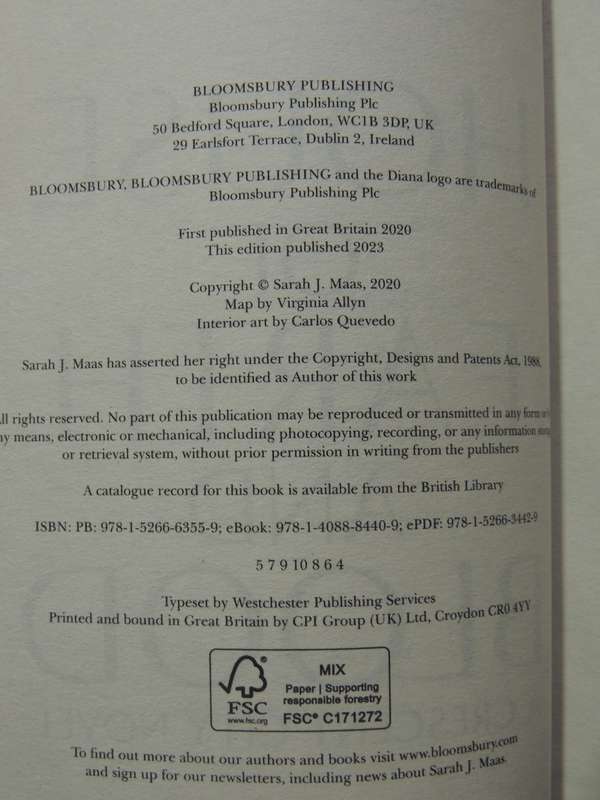 BLOOMSBURY PUBLISHING
Bloomsbury Publishing Plc
50 Bedford Square, London, WC1B 3DP, UK
29 Earlsfort Terrace, Dublin 2, Ireland
BLOOMSBURY, BLOOMSBURY PUBLISHING and the Diana logo are trademarks of
Bloomsbury Publishing Plc
First published in Great Britain 2020
This edition published 2023
Copyright © Sarah J. Maas, 2020
Map by Virginia Allyn
Interior art by Carlos Quevedo
Sarah J. Maas has asserted her right under the Copyright, Designs and Patents Act, 1988,
to be identified as Author of this work
All rights reserved. No part of this publication may be reproduced or transmitted in any form or
means, electronic or mechanical, including photocopying, recording, or any information
or retrieval system, without prior permission in writing from the publishers
A catalogue record for this book is available from the British Library
ISBN: PB: 978-1-5266-6355-9; eBook: 978-1-4088-8440-9; ePDF: 978-1-5266-3442-9
5 7 9 10 8 6 4
Typeset by Westchester Publishing Services
Printed and bound in Great Britain by CPI Group (UK) Ltd, Croydon CR0 4YY
FSC
www.fsc.org
MIX
Paper | Supporting
responsible forestry
FSC® C171272
To find out more about our authors and books visit www.bloomsbury.com
and sign up for our newsletters, including news about Sarah J. Maas